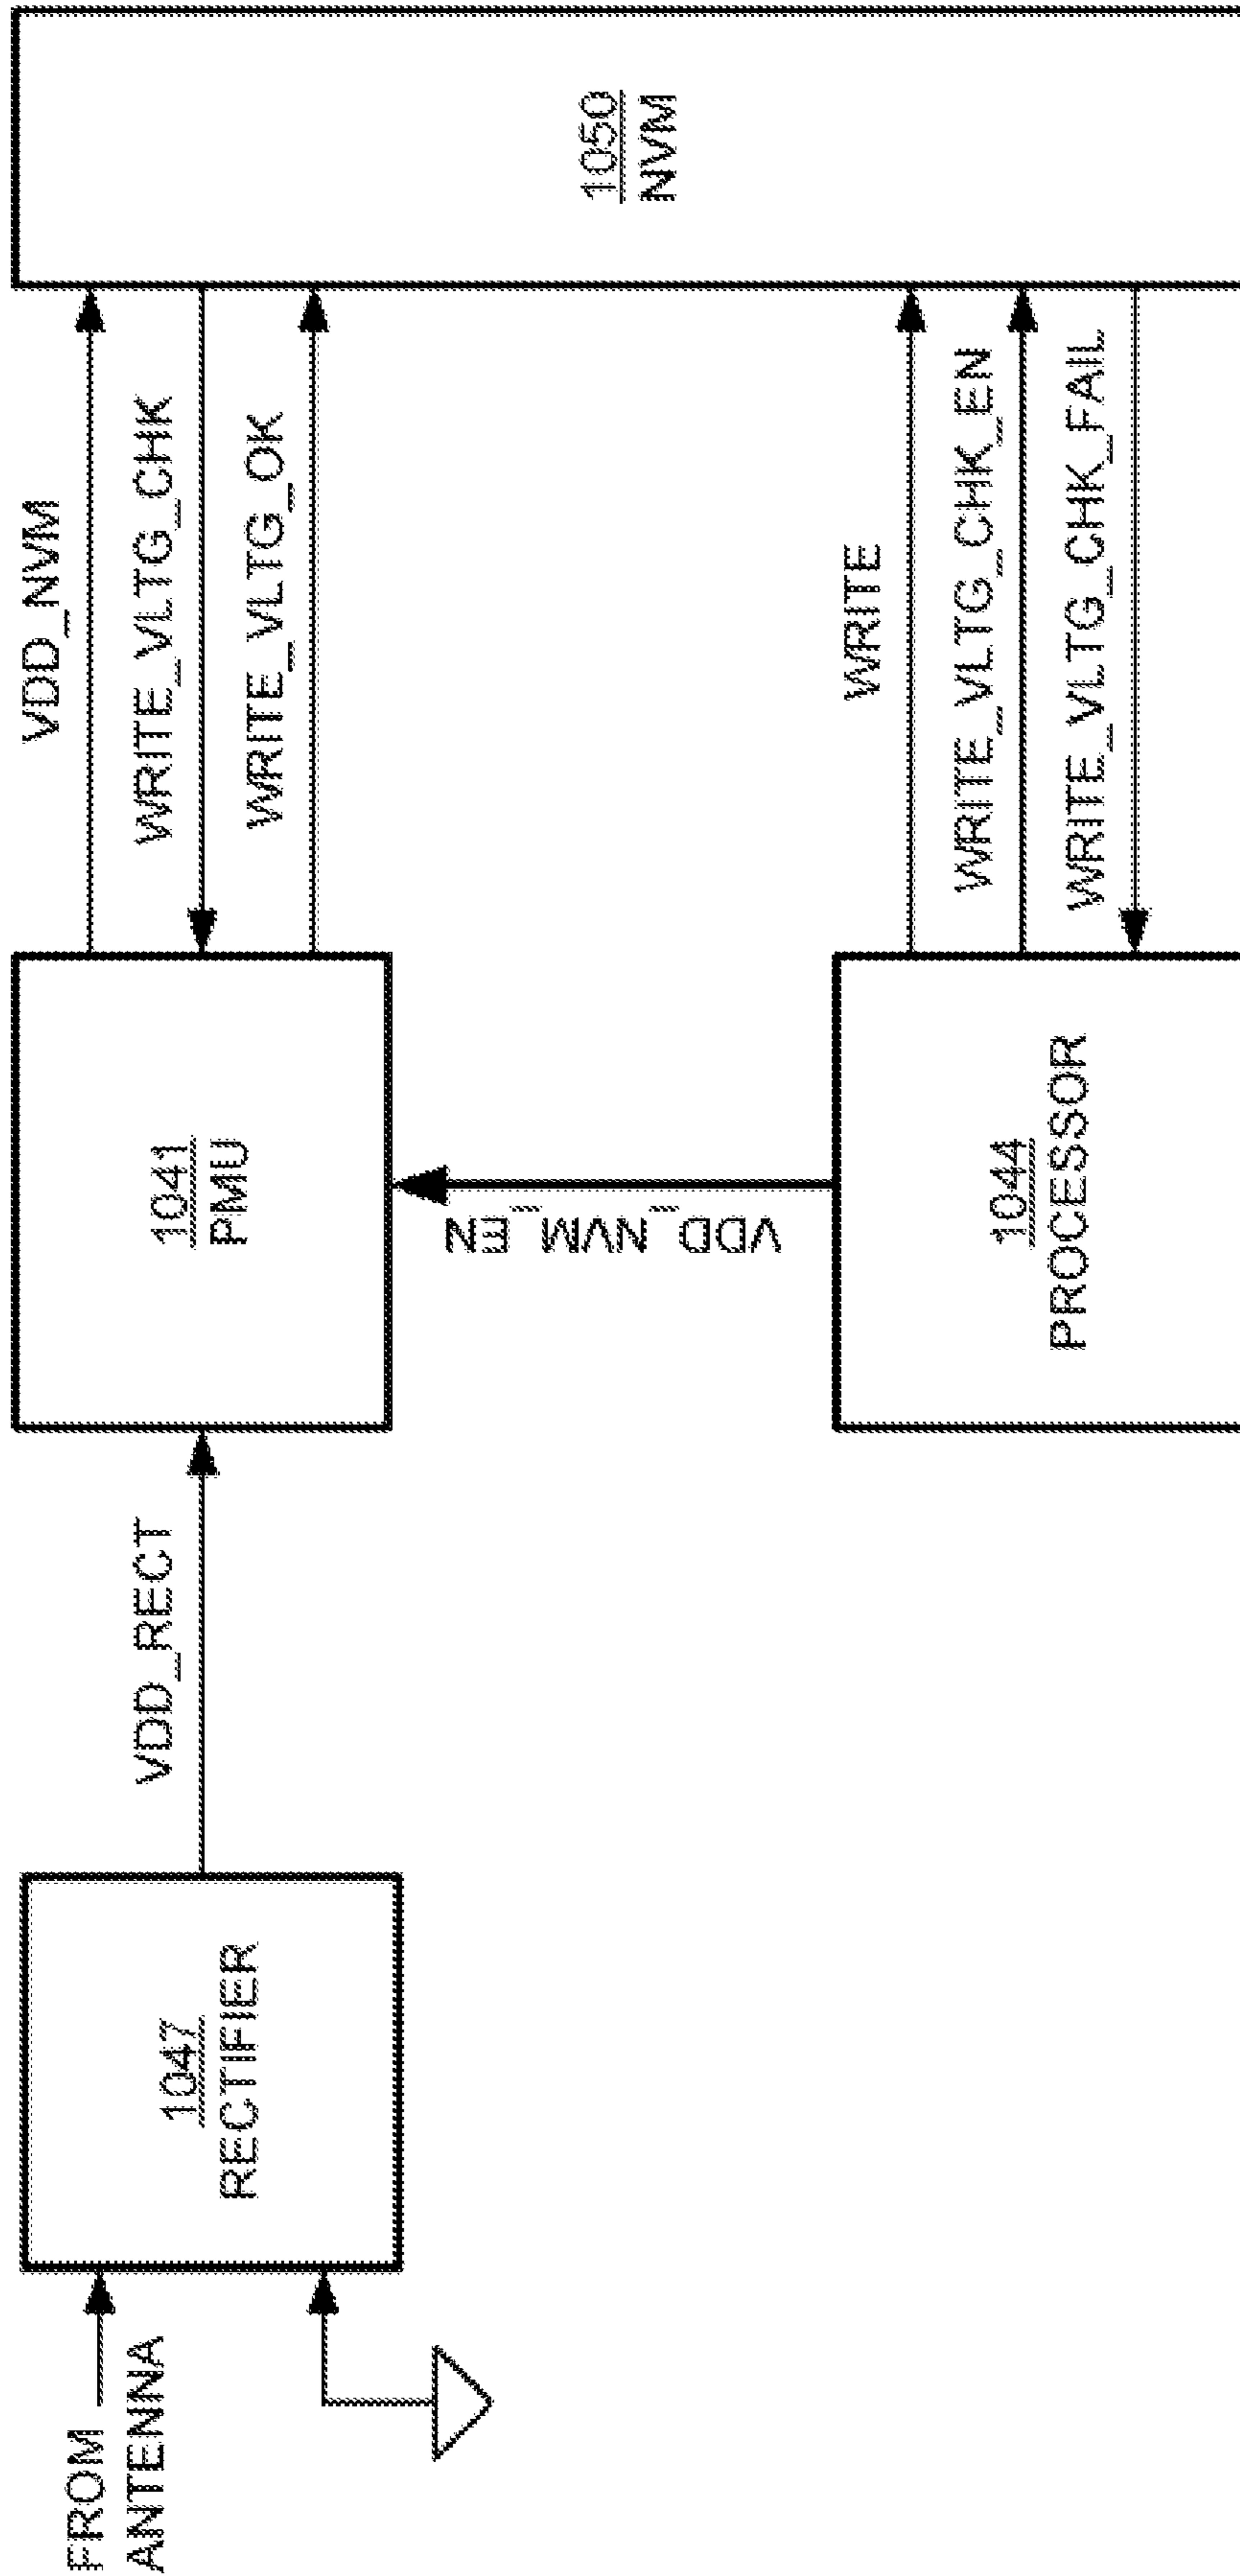 FROM
ANTENNA
1047
RECTIFIER
VDD_RECT
1041
PMU
VDD_NVM_EN
1044
PROCESSOR
VDD_NVM
WRITE_VLTG_CHK
WRITE_VLTG_OK
WRITE
WRITE_VLTG_CHK_EN
WRITE_VLTG_CHK_FAIL
1050
NVM